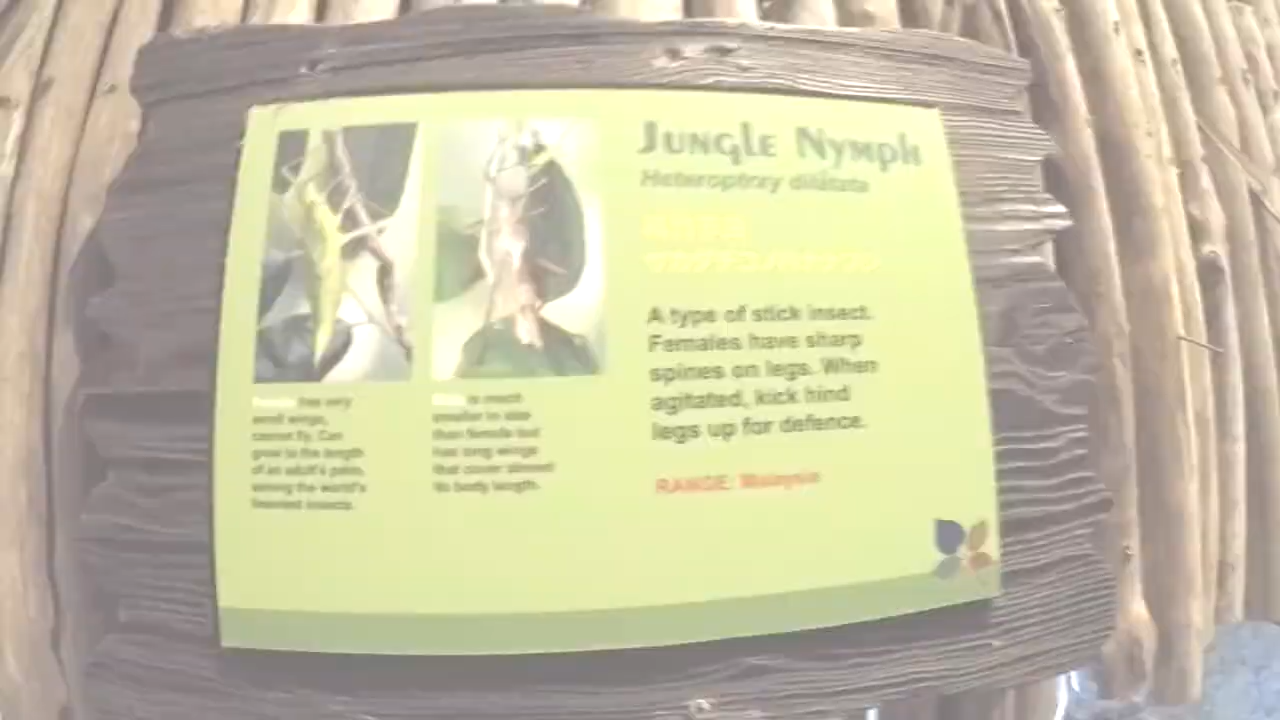 JUNGLE NYMPH
Heteroptrxy dilatata
A type of stick insect.
Females have sharp
spines on legs. When
agitated, kick hind
legs up for defence.
RANGE: Malaysia
has very
small wings,
cannot fly. Can
grow to the length
of an adult's palm,
among the world's
heaviest insects.
is much
smaller in size
than female but
has long wings
that cover almost
its body length.